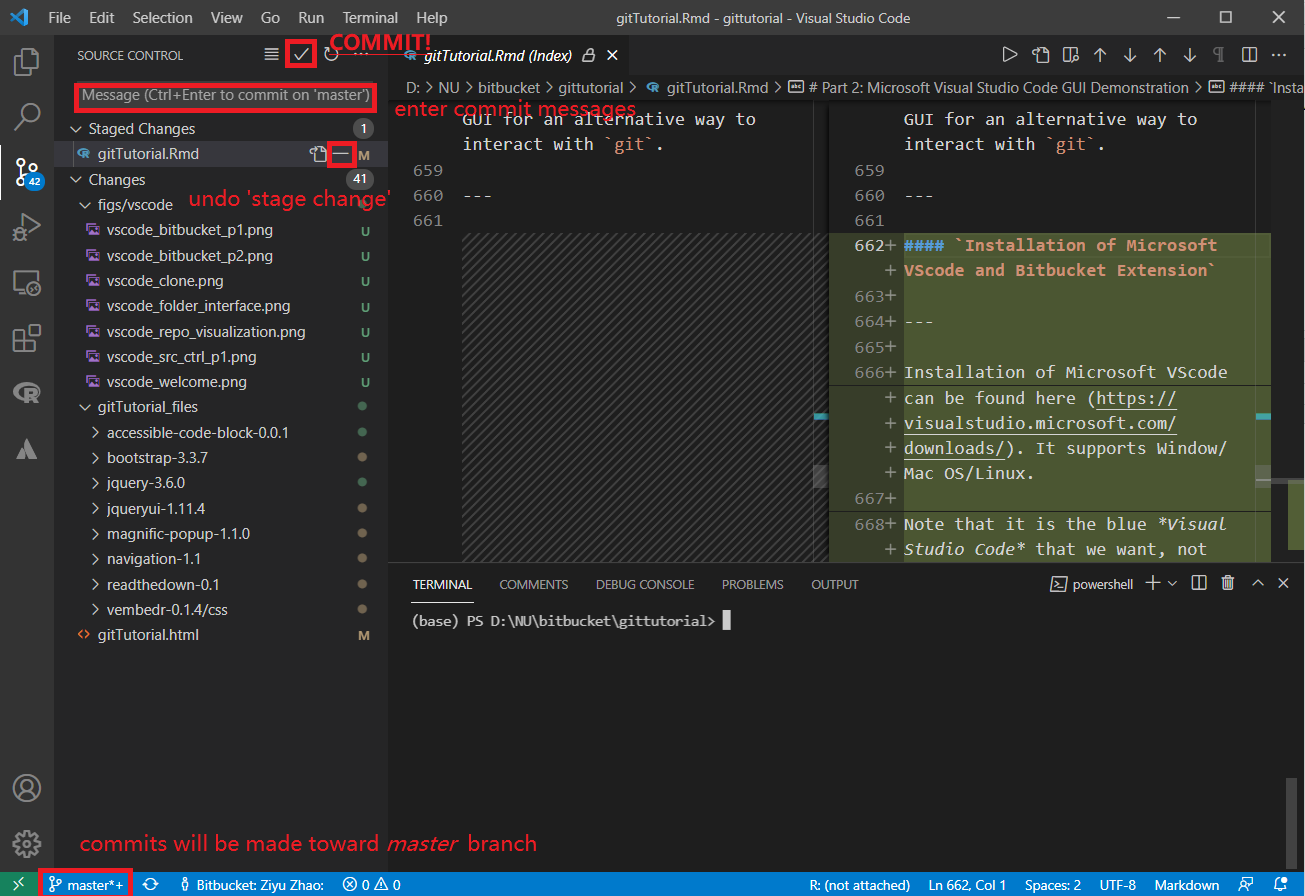 File Edit Selection View Go Run Terminal Help
gitTutorial.Rmd - gittutorial - Visual Studio Code
SOURCE CONTROL
COMMIT!
gitTutorial.Rmd (Index)
Message (Ctrl+Enter to commit on 'master')
enter commit messages
D: > NU > bitbucket > gittutorial > gitTutorial.Rmd > # Part 2: Microsoft Visual Studio Code GUI Demonstration > #### `Insta
Staged Changes 1
gitTutorial.Rmd M
Changes 41
undo 'stage change'
figs/vscode
vscode_bitbucket_p1.png U
vscode_bitbucket_p2.png U
vscode_clone.png U
vscode_folder_interface.png U
vscode_repo_visualization.png U
vscode_src_ctrl_p1.png U
vscode_welcome.png U
gitTutorial_files
accessible-code-block-0.0.1
bootstrap-3.3.7
jquery-3.6.0
jqueryui-1.11.4
magnific-popup-1.1.0
navigation-1.1
readthedown-0.1
vembedr-0.1.4/css
gitTutorial.html M
42
GUI for an alternative way to
interact with `git`.
659
660 ---
661
GUI for an alternative way to
interact with `git`.
659
660 ---
661
662+ #### `Installation of Microsoft
+ VScode and Bitbucket Extension`
663+
664+ ---
665+
666+ Installation of Microsoft VScode
+ can be found here (https://
+ visualstudio.microsoft.com/
+ downloads/). It supports Window/
+ Mac OS/Linux.
667+
668+ Note that it is the blue *Visual
+ Studio Code* that we want, not
TERMINAL COMMENTS DEBUG CONSOLE PROBLEMS OUTPUT
powershell
(base) PS D:\NU\bitbucket\gittutorial>
commits will be made toward master branch
master*+ Bitbucket: Ziyu Zhao: 0 0
R: (not attached) Ln 662, Col 1 Spaces: 2 UTF-8 Markdown